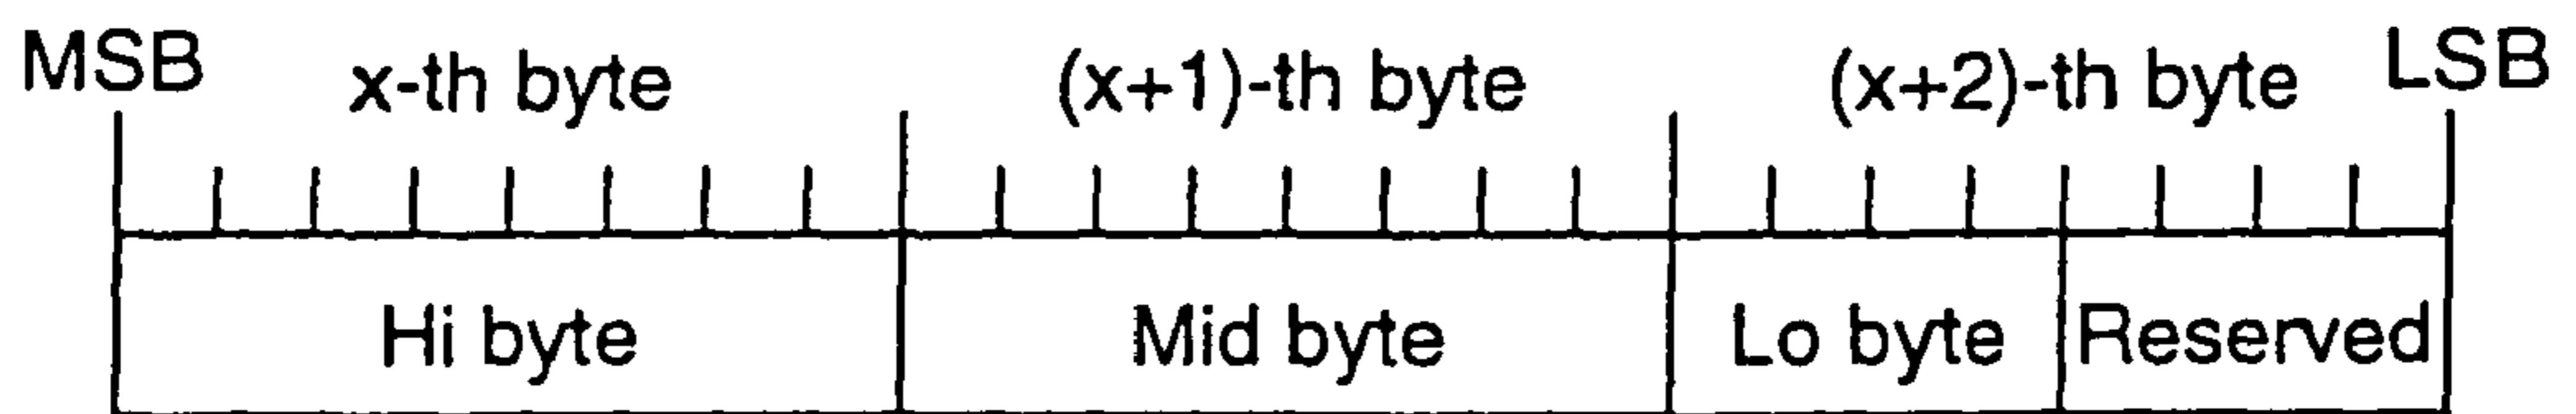 MSB x-th byte (x+1)-th byte (x+2)-th byte LSB
Hi byte Mid byte Lo byte Reserved